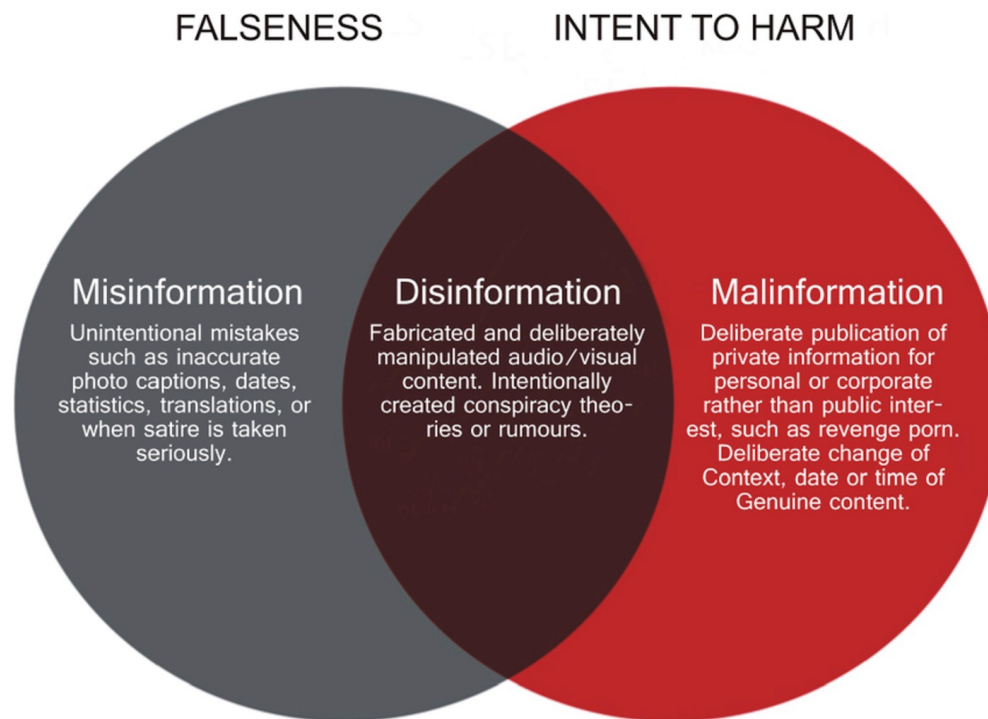 FALSENESS
INTENT TO HARM
Misinformation
Unintentional mistakes
such as inaccurate
photo captions, dates,
statistics, translations, or
when satire is taken
seriously.
Disinformation
Fabricated and deliberately
manipulated audio/visual
content. Intentionally
created conspiracy theo-
ries or rumours.
Malinformation
Deliberate publication of
private information for
personal or corporate
rather than public inter-
est, such as revenge porn.
Deliberate change of
Context, date or time of
Genuine content.